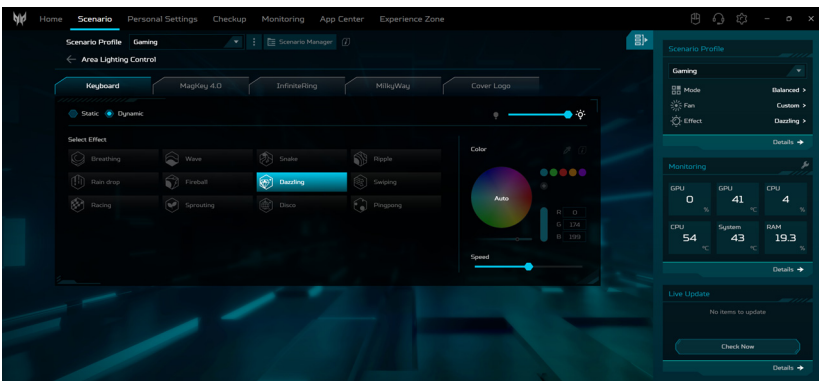 Home Scenario Personal Settings Checkup Monitoring App Center Experience Zone
Scenario Profile Gaming Scenario Manager
Area Lighting Control
Keyboard MagKey 4.0 InfiniteRing MilkyWay Cover Logo
Static Dynamic
Select Effect
Breathing Wave Snake Ripple
Rain drop Fireball Dazzling Swiping
Racing Sprouting Disco Pingpong
Color
Auto
R 0
G 174
B 199
Speed
Scenario Profile
Gaming
Mode Balanced >
Fan Custom >
Effect Dazzling >
Details →
Monitoring
GPU GPU CPU
0 % 41 °C 4 %
CPU System RAM
54 °C 43 °C 19.3 %
Details →
Live Update
No items to update
Check Now
Details →